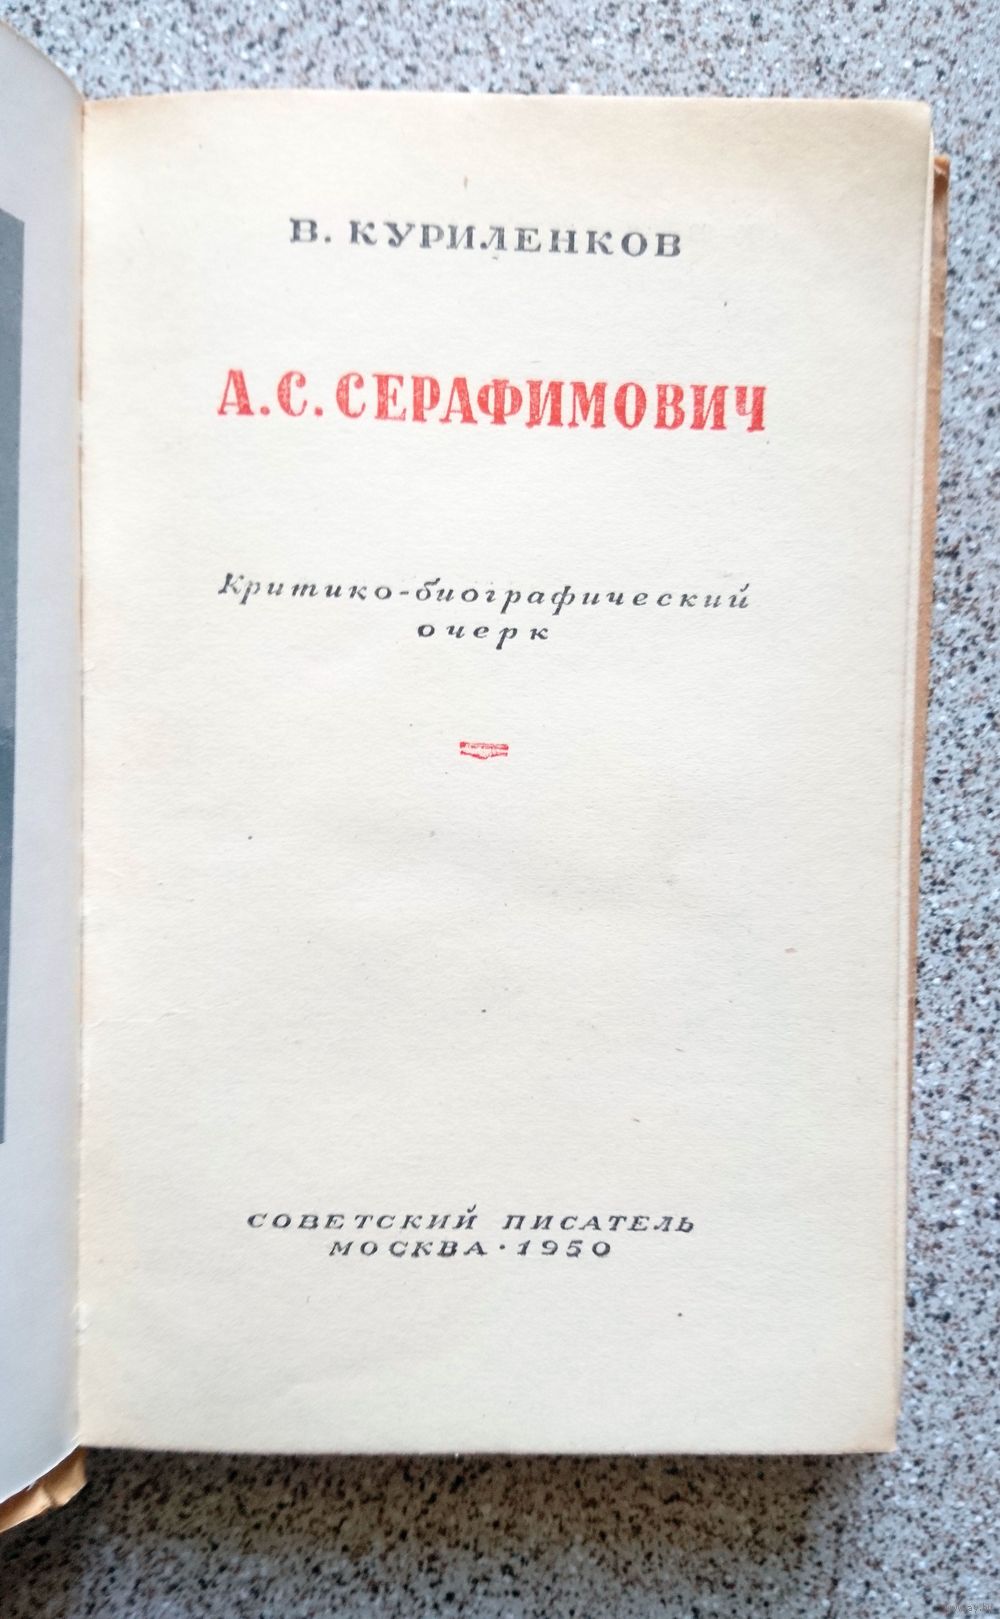 В. КУРИЛЕНКОВ
А. С. СЕРАФИМОВИЧ
Критико-биографический
очерк
СОВЕТСКИЙ ПИСАТЕЛЬ
МОСКВА · 1950